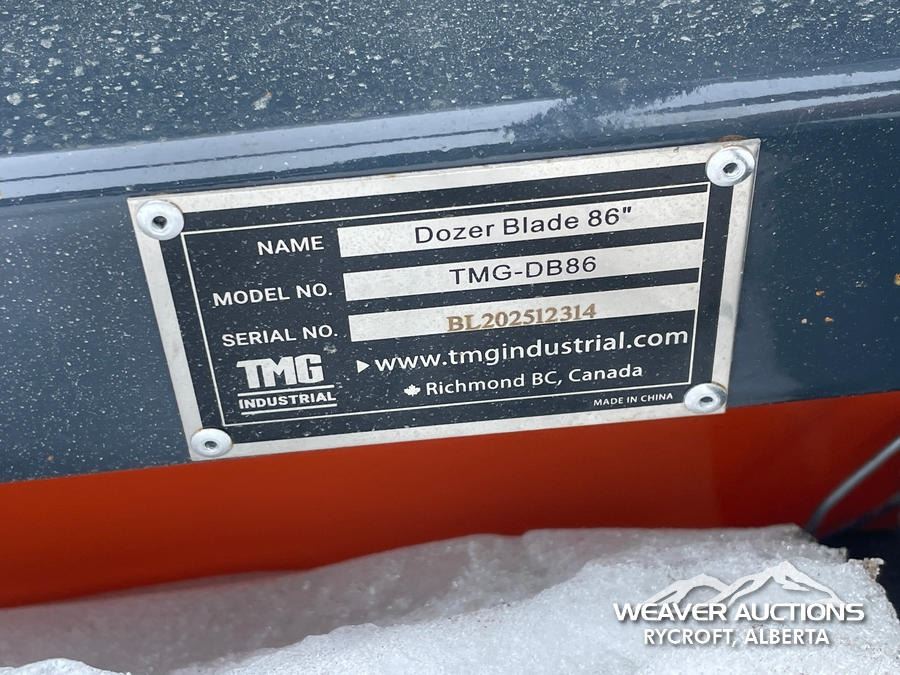 NAME Dozer Blade 86"
MODEL NO. TMG-DB86
SERIAL NO. BL202512314
TMG
INDUSTRIAL
www.tmgindustrial.com
Richmond BC, Canada
MADE IN CHINA
WEAVER AUCTIONS
RYCROFT, ALBERTA